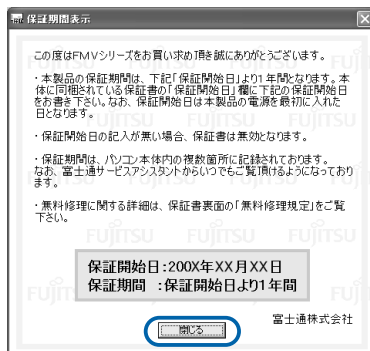 保証期間表示
この度はFMVシリーズをお買い求め頂き誠にありがとうございます。
・本製品の保証期間は、下記「保証開始日」より1年間となります。本
体に同梱されている保証書の「保証開始日」欄に下記の保証開始日
をお書き下さい。なお、保証開始日は本製品の電源を最初に入れた
日となります。
・保証開始日の記入が無い場合、保証書は無効となります。
・保証期間は、パソコン本体内の複数箇所に記録されております。
なお、富士通サービスアシスタントからいつでもご覧頂けるようになっており
ます。
・無料修理に関する詳細は、保証書裏面の「無料修理規定」をご覧
下さい。
保証開始日:200X年XX月XX日
保証期間 :保証開始日より1年間
富士通株式会社
閉じる